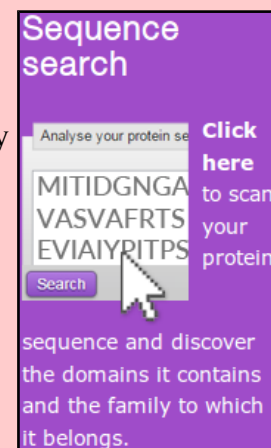 Sequence
search
y
Analyse your protein se
Click
here
to scan
your
protein
MITIDGNGA
VASVAFRTS
EVIAIYPITPS
Search
sequence and discover
the domains it contains
and the family to which
it belongs.